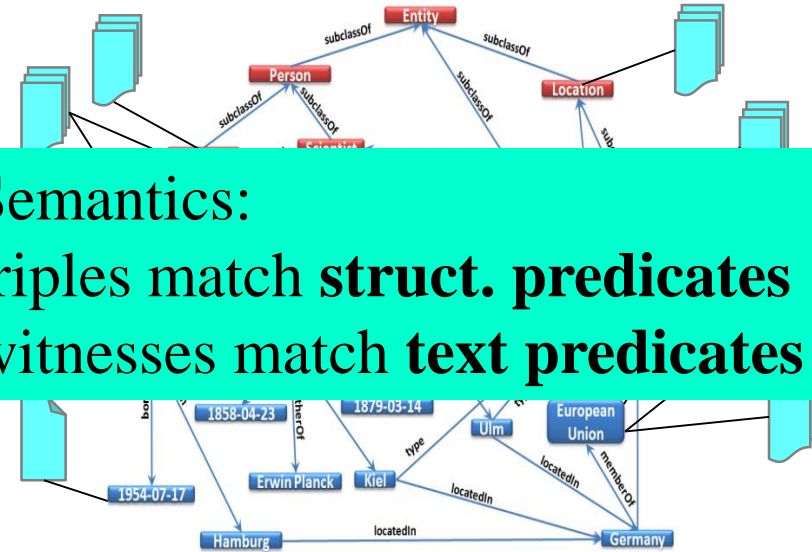 Entity
subclassOf
subclassOf
Person
subclassOf
Location
subclassOf
subclassOf
Scientist
Semantics:
match struct. predicates
witnesses match text predicates
1858-04-23
1879-03-14
European
Union
Ulm
type
memberOf
Erwin Planck
Kiel
locatedIn
1954-07-17
locatedIn
Hamburg
locatedIn
Germany